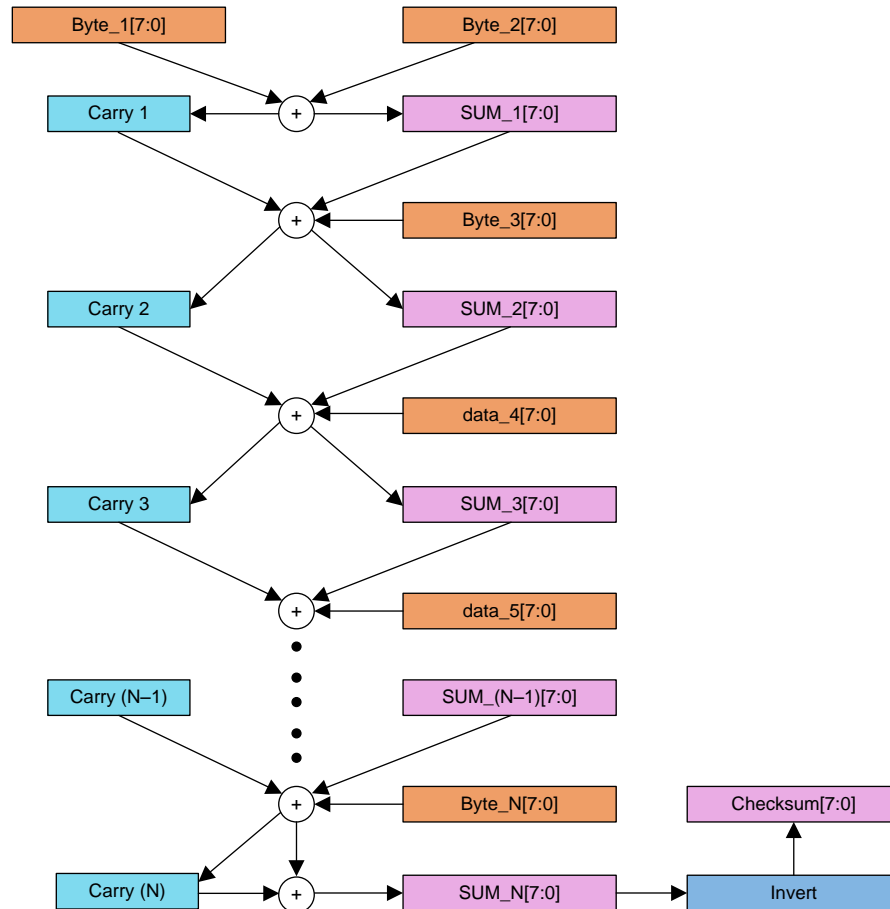 Byte_1[7:0]
Byte_2[7:0]
Carry 1
+
SUM_1[7:0]
+
Byte_3[7:0]
Carry 2
SUM_2[7:0]
+
data_4[7:0]
Carry 3
SUM_3[7:0]
+
data_5[7:0]
Carry (N–1)
SUM_(N–1)[7:0]
+
Byte_N[7:0]
Checksum[7:0]
Carry (N)
+
SUM_N[7:0]
Invert